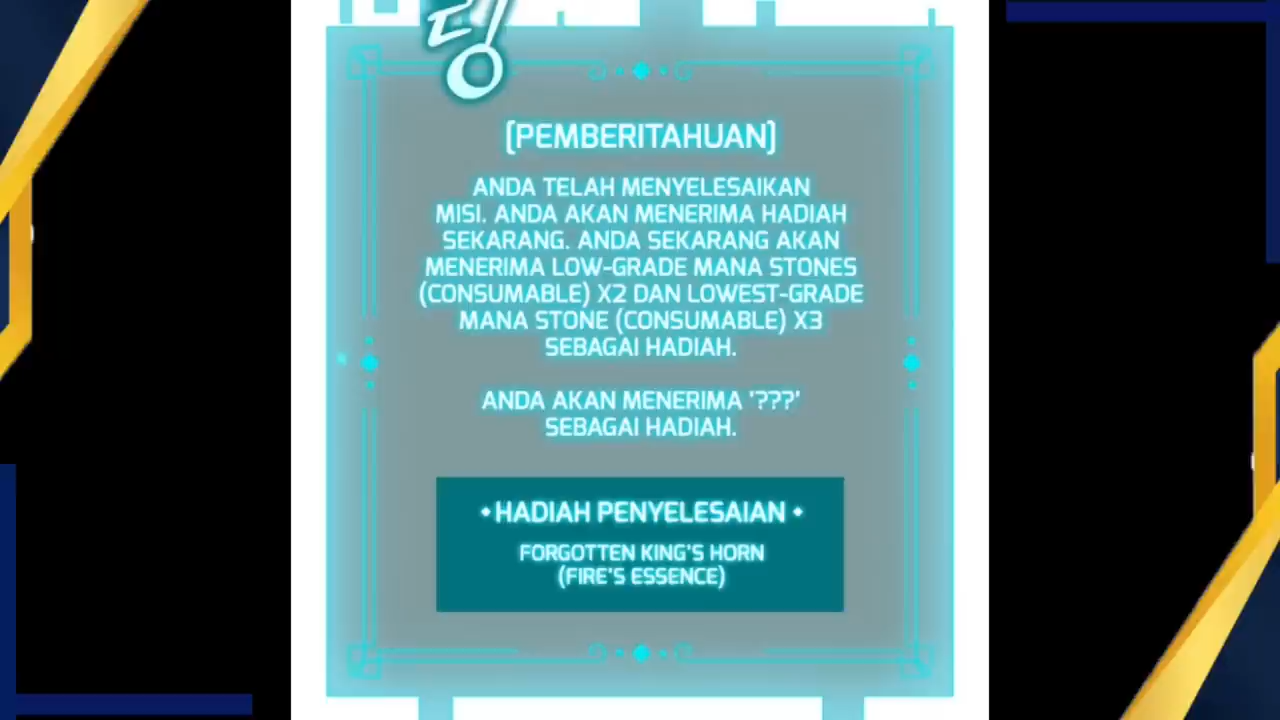 [PEMBERITAHUAN]
ANDA TELAH MENYELESAIKAN
MISI. ANDA AKAN MENERIMA HADIAH
SEKARANG. ANDA SEKARANG AKAN
MENERIMA LOW-GRADE MANA STONES
(CONSUMABLE) X2 DAN LOWEST-GRADE
MANA STONE (CONSUMABLE) X3
SEBAGAI HADIAH.
ANDA AKAN MENERIMA '???'
SEBAGAI HADIAH.
• HADIAH PENYELESAIAN •
FORGOTTEN KING'S HORN
(FIRE'S ESSENCE)